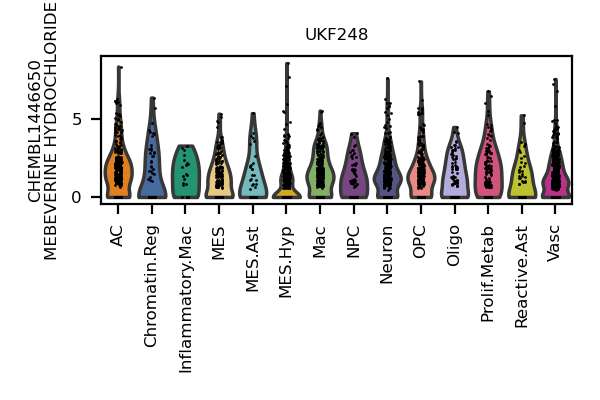 UKF248
CHEMBL1446650
MEBEVERINE HYDROCHLORIDE
5
0
AC
Chromatin.Reg
Inflammatory.Mac
MES
MES.Ast
MES.Hyp
Mac
NPC
Neuron
OPC
Oligo
Prolif.Metab
Reactive.Ast
Vasc